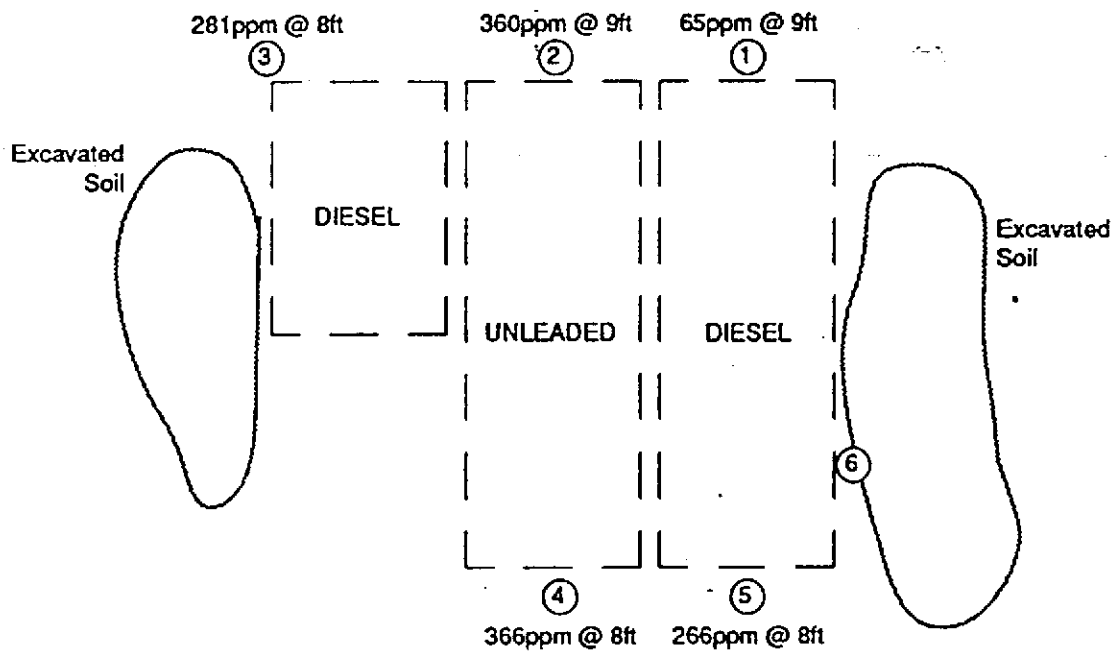 281ppm @ 8ft
360ppm @ 9ft
65ppm @ 9ft
3
2
1
Excavated
Soil
DIESEL
Excavated
Soil
UNLEADED
DIESEL
6
4
5
366ppm @ 8ft
266ppm @ 8ft